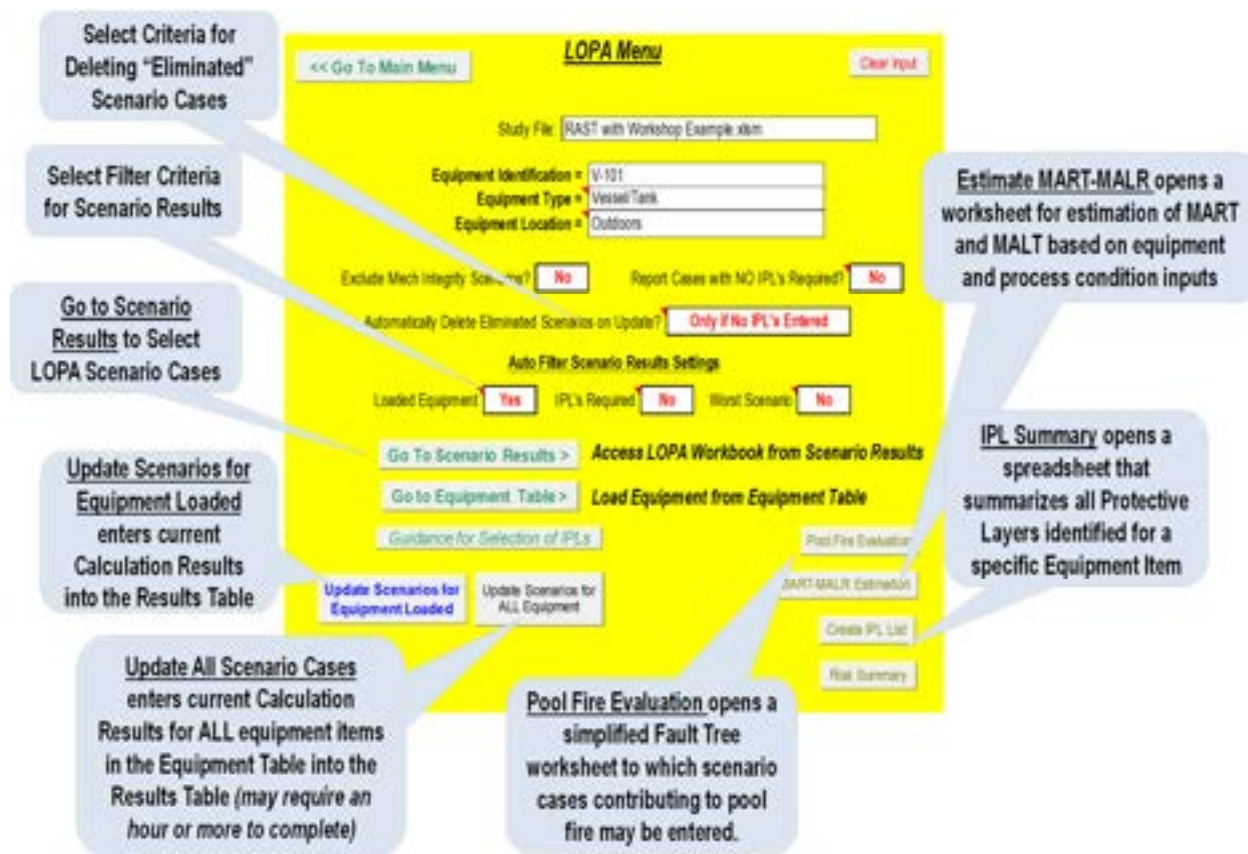 Select Criteria for
Deleting “Eliminated”
Scenario Cases
Select Filter Criteria
for Scenario Results
Go to Scenario
Results to Select
LOPA Scenario Cases
Update Scenarios for
Equipment Loaded
enters current
Calculation Results
into the Results Table
Update All Scenario Cases
enters current Calculation
Results for ALL equipment items
in the Equipment Table into the
Results Table (may require an
hour or more to complete)
LOPA Menu
<< Go To Main Menu
Clear Input
Study File: RAST with Workshop Example.xlsm
Equipment Identification = V-101
Equipment Type = Vessel/Tank
Equipment Location = Outdoors
Exclude Mech Integrity Scenarios? No Report Cases with NO IPL's Required? No
Automatically Delete Eliminated Scenarios on Update? Only If No IPL's Entered
Auto Filter Scenario Results Settings
Loaded Equipment Yes IPL's Required No Worst Scenario No
Go To Scenario Results > Access LOPA Workbook from Scenario Results
Go to Equipment Table > Load Equipment from Equipment Table
Guidance for Selection of IPLs
Pool Fire Evaluation
Update Scenarios for
Equipment Loaded
Update Scenarios for
ALL Equipment
MART-MALR Estimation
Create IPL List
Risk Summary
Estimate MART-MALR opens a
worksheet for estimation of MART
and MALT based on equipment
and process condition inputs
IPL Summary opens a
spreadsheet that
summarizes all Protective
Layers identified for a
specific Equipment Item
Pool Fire Evaluation opens a
simplified Fault Tree
worksheet to which scenario
cases contributing to pool
fire may be entered.